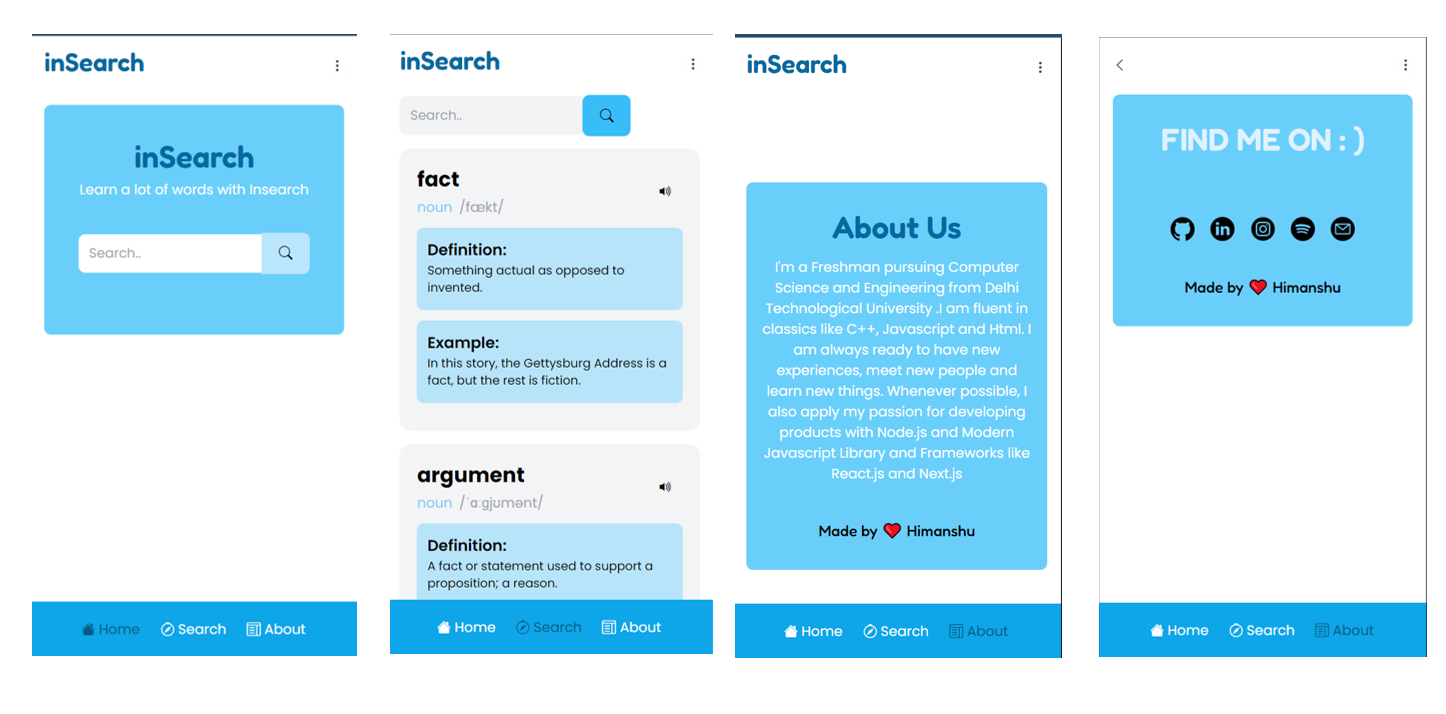 inSearch
inSearch
Learn a lot of words with Insearch
Search..
Home Search About
inSearch
Search..
fact
noun /fækt/
Definition:
Something actual as opposed to
invented.
Example:
In this story, the Gettysburg Address is a
fact, but the rest is fiction.
argument
noun /ˈɑːɡjʊmənt/
Definition:
A fact or statement used to support a
proposition; a reason.
Home Search About
inSearch
About Us
I'm a Freshman pursuing Computer
Science and Engineering from Delhi
Technological University .I am fluent in
classics like C++, Javascript and Html. I
am always ready to have new
experiences, meet new people and
learn new things. Whenever possible, I
also apply my passion for developing
products with Node.js and Modern
Javascript Library and Frameworks like
React.js and Next.js
Made by ❤ Himanshu
Home Search About
FIND ME ON : )
in
Made by ❤ Himanshu
Home Search About